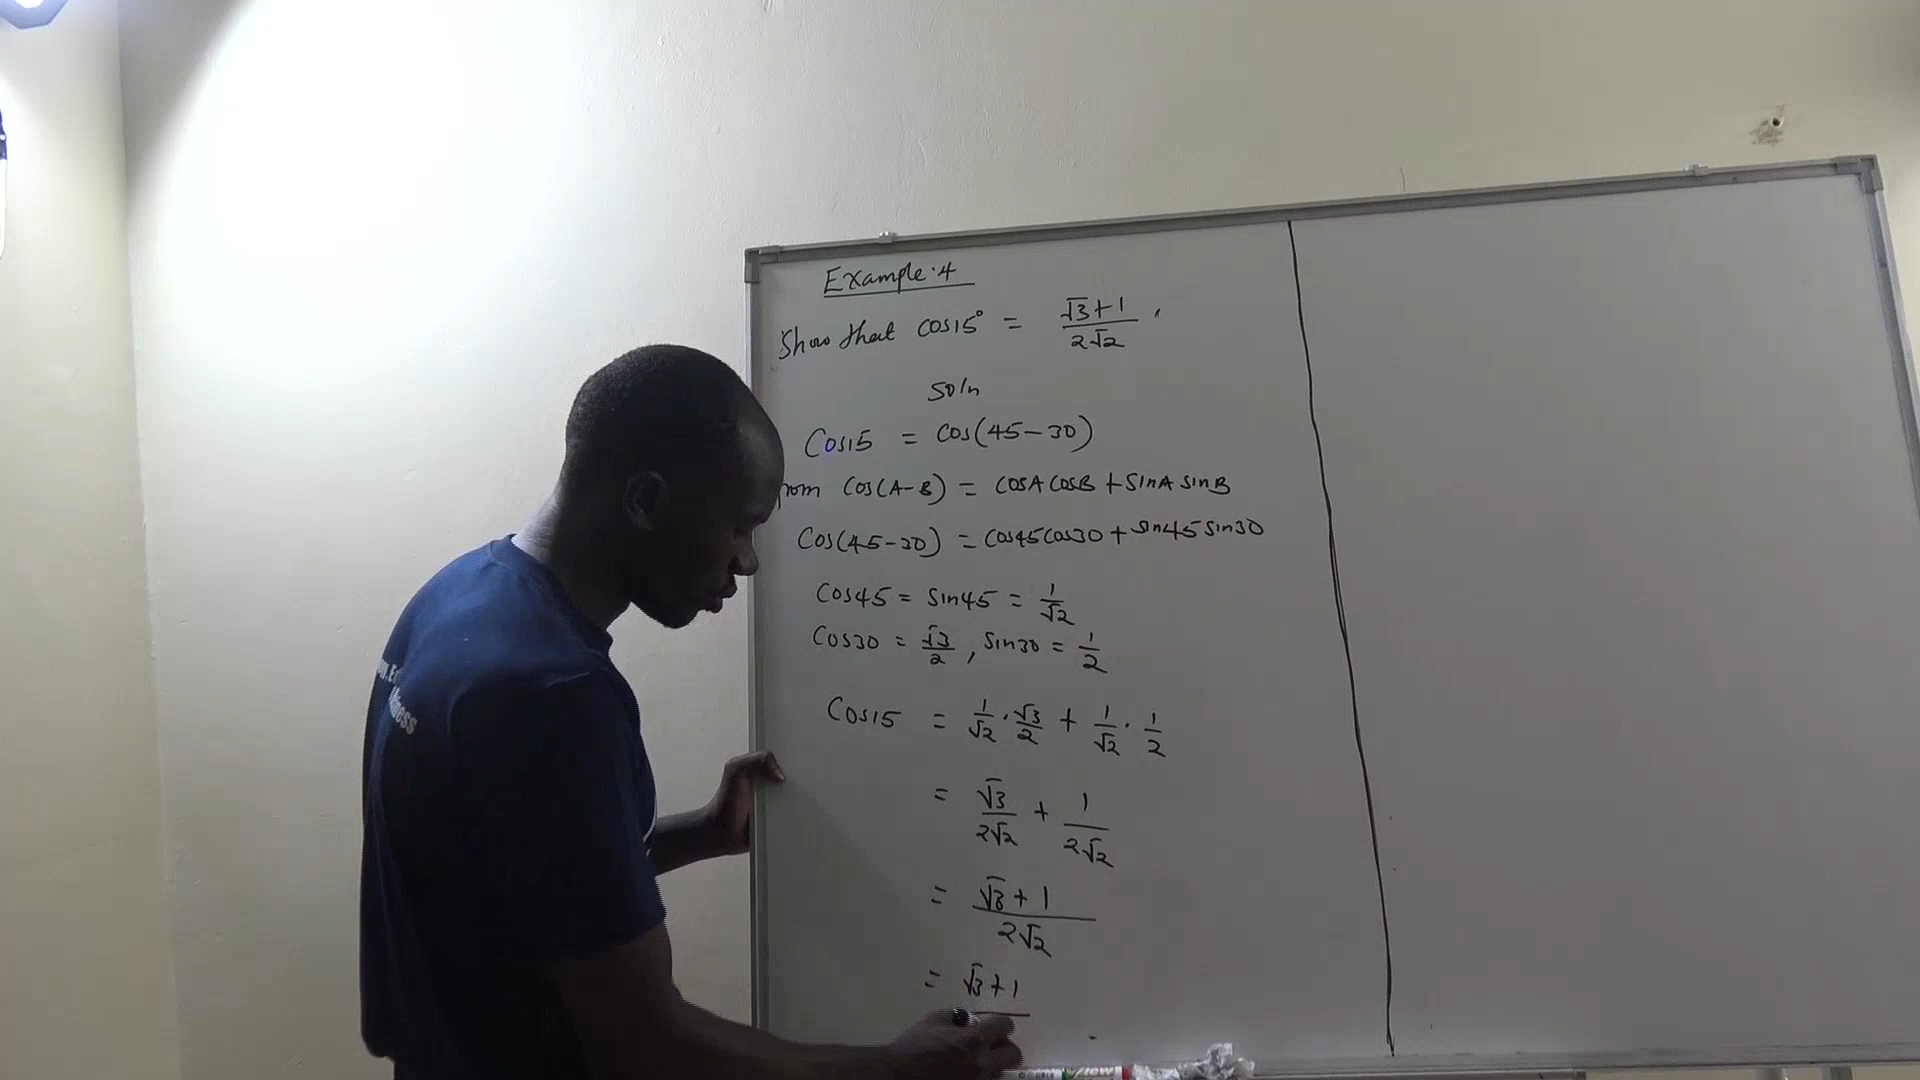 Example.4
Show that cos15° = √3+1 / 2√2 .
Soln
Cos15 = cos(45-30)
rom cos(A-B) = cosA cosB + sinA sinB
Cos(45-30) = cos45cos30 + sin45 sin30
Cos45 = sin45 = 1/√2
Cos30 = √3/2 , sin30 = 1/2
Cos15 = 1/√2 . √3/2 + 1/√2 . 1/2
= √3/2√2 + 1/2√2
= √3+1 / 2√2
= √3+1